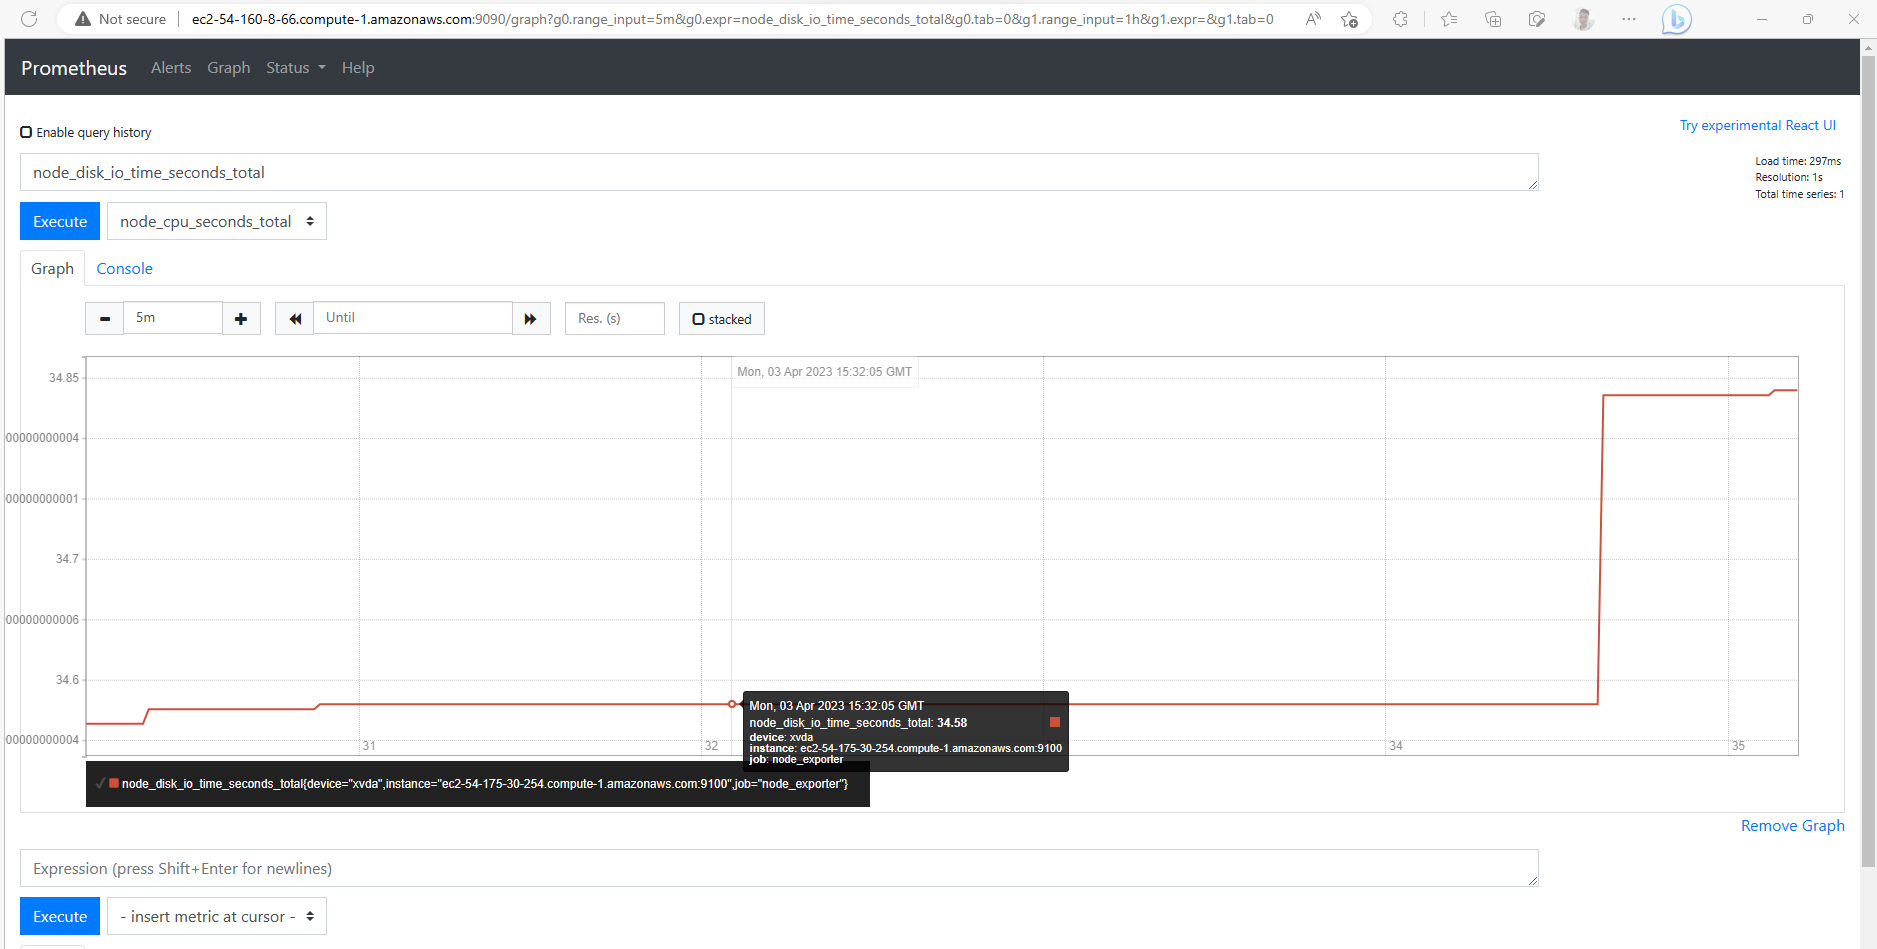 Not secure
ec2-54-160-8-66.compute-1.amazonaws.com:9090/graph?g0.range_input=5m&g0.expr=node_disk_io_time_seconds_total&g0.tab=0&g1.range_input=1h&g1.expr=&g1.tab=0
Prometheus Alerts Graph Status Help
Enable query history
Try experimental React UI
node_disk_io_time_seconds_total
Load time: 297ms
Resolution: 1s
Total time series: 1
Execute
node_cpu_seconds_total
Graph Console
5m
Until
Res. (s)
stacked
Mon, 03 Apr 2023 15:32:05 GMT
34.85
00000000004
00000000001
34.7
00000000006
34.6
00000000004
31
32
34
35
Mon, 03 Apr 2023 15:32:05 GMT
node_disk_io_time_seconds_total: 34.58
device: xvda
instance: ec2-54-175-30-254.compute-1.amazonaws.com:9100
job: node_exporter
node_disk_io_time_seconds_total{device="xvda",instance="ec2-54-175-30-254.compute-1.amazonaws.com:9100",job="node_exporter"}
Remove Graph
Expression (press Shift+Enter for newlines)
Execute
- insert metric at cursor -